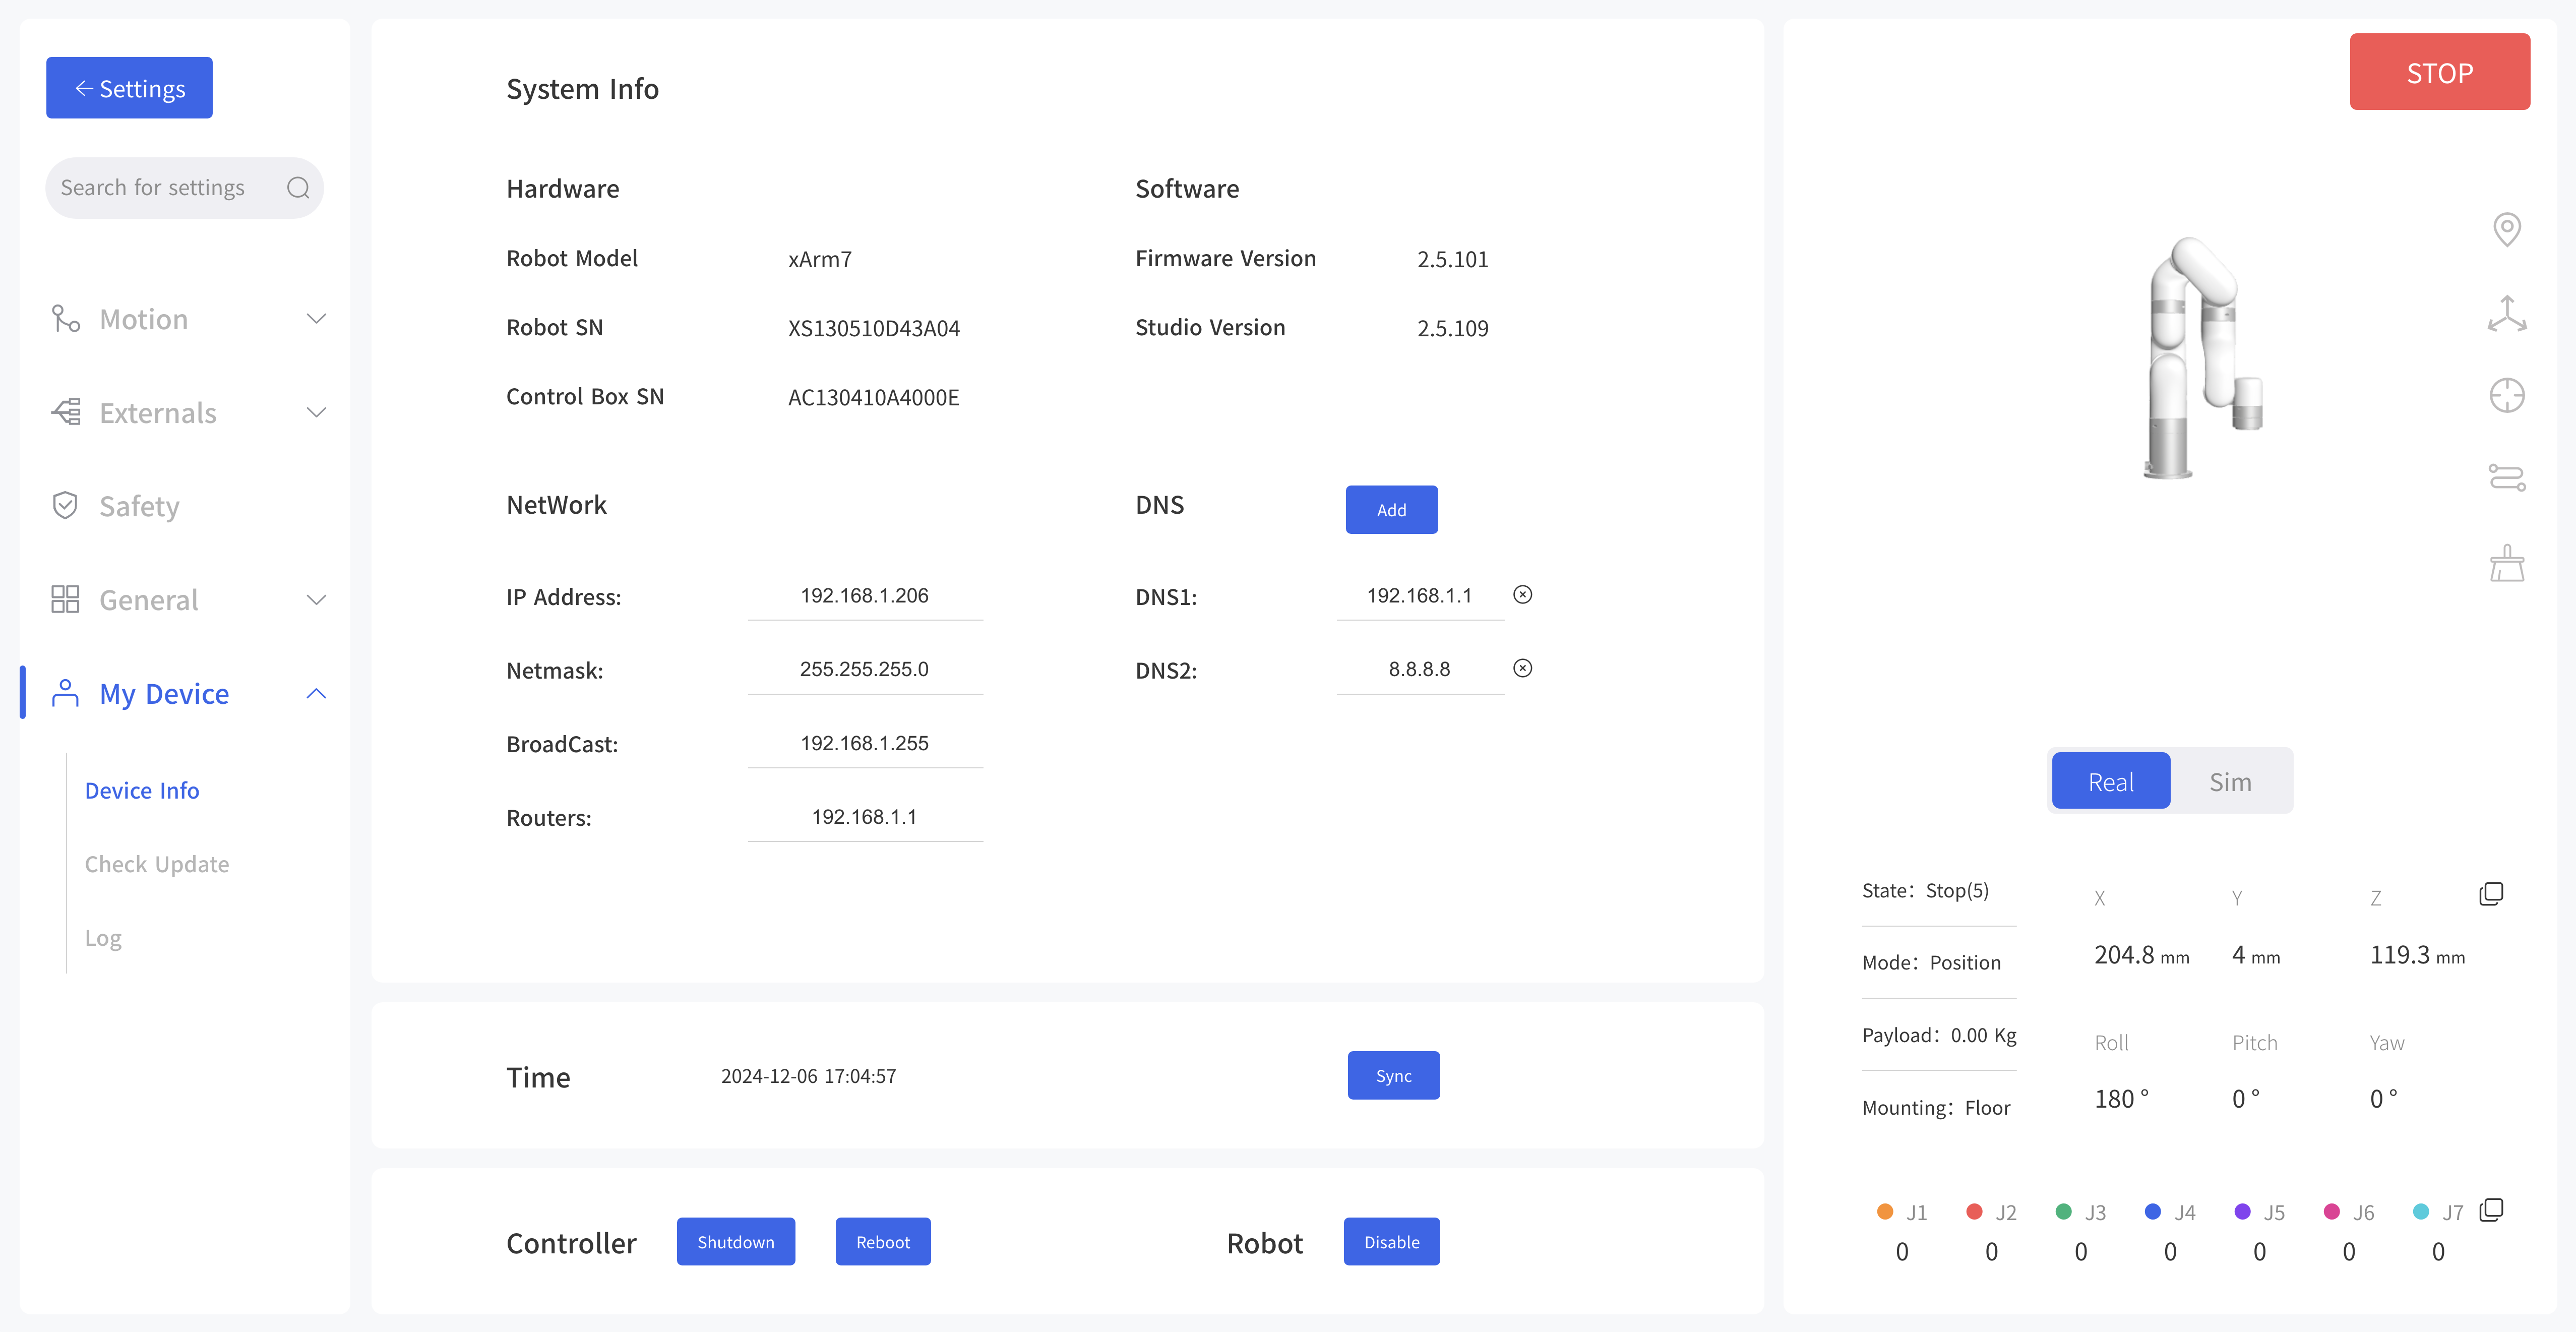 ← Settings
Search for settings
Motion
Externals
Safety
General
My Device
Device Info
Check Update
Log
System Info
Hardware
Robot Model xArm7
Robot SN XS130510D43A04
Control Box SN AC130410A4000E
Software
Firmware Version 2.5.101
Studio Version 2.5.109
NetWork
IP Address: 192.168.1.206
Netmask: 255.255.255.0
BroadCast: 192.168.1.255
Routers: 192.168.1.1
DNS Add
DNS1: 192.168.1.1
DNS2: 8.8.8.8
Time 2024-12-06 17:04:57 Sync
Controller Shutdown Reboot Robot Disable
STOP
Real Sim
State: Stop(5)
Mode: Position
Payload: 0.00 Kg
Mounting: Floor
X Y Z
204.8 mm 4 mm 119.3 mm
Roll Pitch Yaw
180 ° 0 ° 0 °
J1 J2 J3 J4 J5 J6 J7
0 0 0 0 0 0 0